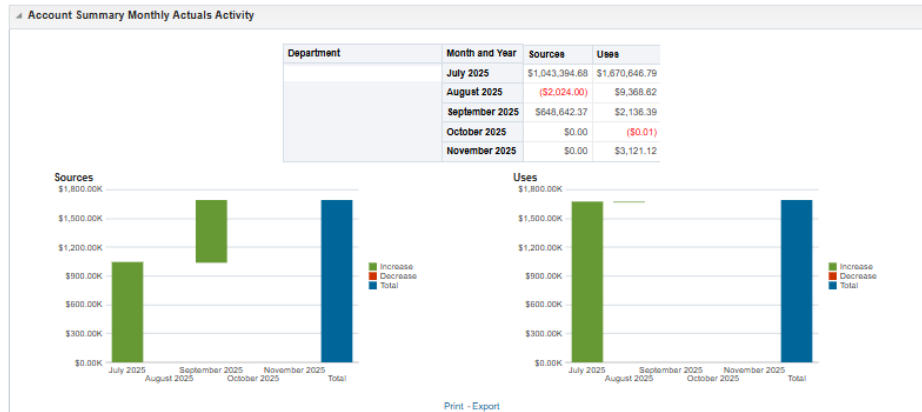 Account Summary Monthly Actuals Activity
Department Month and Year Sources Uses
July 2025 $1,043,394.68 $1,670,646.79
August 2025 ($2,024.00) $9,368.62
September 2025 $648,642.37 $2,136.39
October 2025 $0.00 ($0.01)
November 2025 $0.00 $3,121.12
Sources
$1,800.00K
$1,500.00K
$1,200.00K
$900.00K
$600.00K
$300.00K
$0.00K
July 2025 September 2025 November 2025
August 2025 October 2025 Total
Increase
Decrease
Total
Uses
$1,800.00K
$1,500.00K
$1,200.00K
$900.00K
$600.00K
$300.00K
$0.00K
July 2025 September 2025 November 2025
August 2025 October 2025 Total
Increase
Decrease
Total
Print - Export